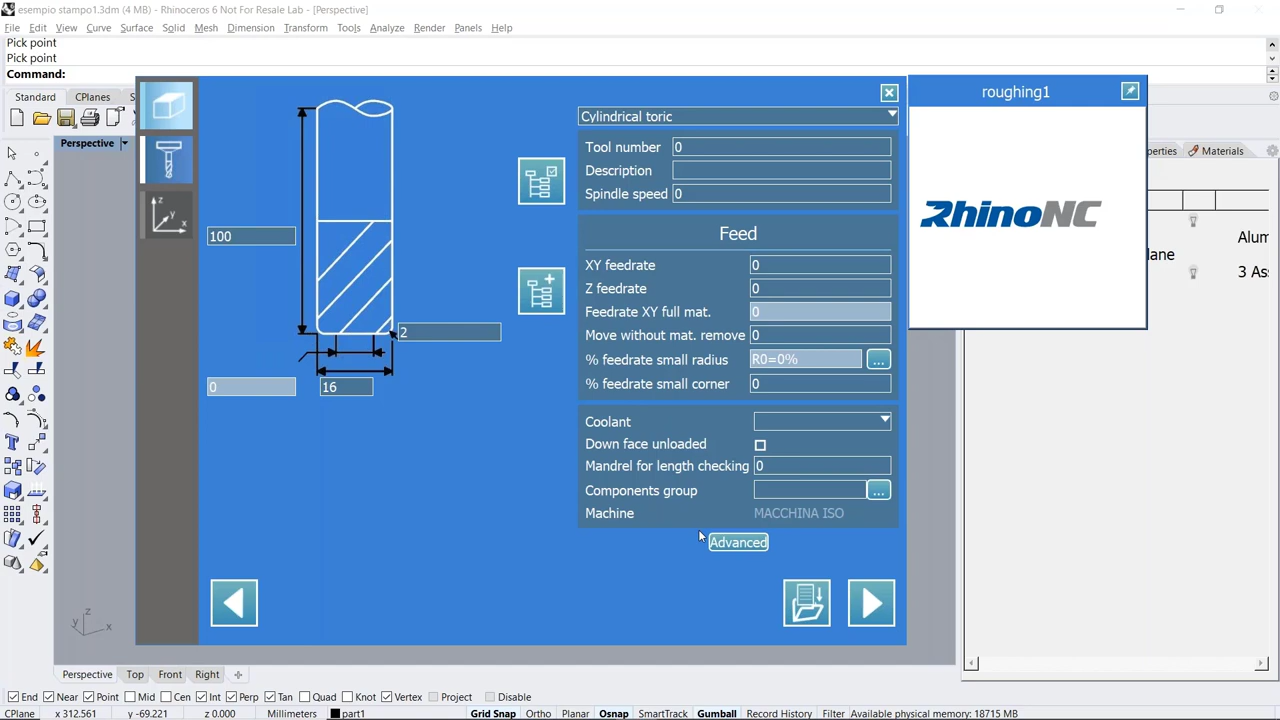 esempio stampo1.3dm (4 MB) - Rhinoceros 6 Not For Resale Lab - [Perspective]
File Edit View Curve Surface Solid Mesh Dimension Transform Tools Analyze Render Panels Help
Pick point
Pick point
Command:
Standard CPlanes S
Perspective
Cylindrical toric
Tool number 0
Description
Spindle speed 0
Feed
XY feedrate 0
Z feedrate 0
Feedrate XY full mat. 0
Move without mat. remove 0
% feedrate small radius R0=0% ...
% feedrate small corner 0
Coolant
Down face unloaded
Mandrel for length checking 0
Components group ...
Machine MACCHINA ISO
Advanced
100
2
0 16
z
y
x
roughing1
RhinoNC
perties Materials
Alum
lane
3 Ass
z
y x
Perspective Top Front Right
End Near Point Mid Cen Int Perp Tan Quad Knot Vertex Project Disable
CPlane x 312.561 y -69.221 z 0.000 Millimeters part1 Grid Snap Ortho Planar Osnap SmartTrack Gumball Record History Filter Available physical memory: 18715 MB